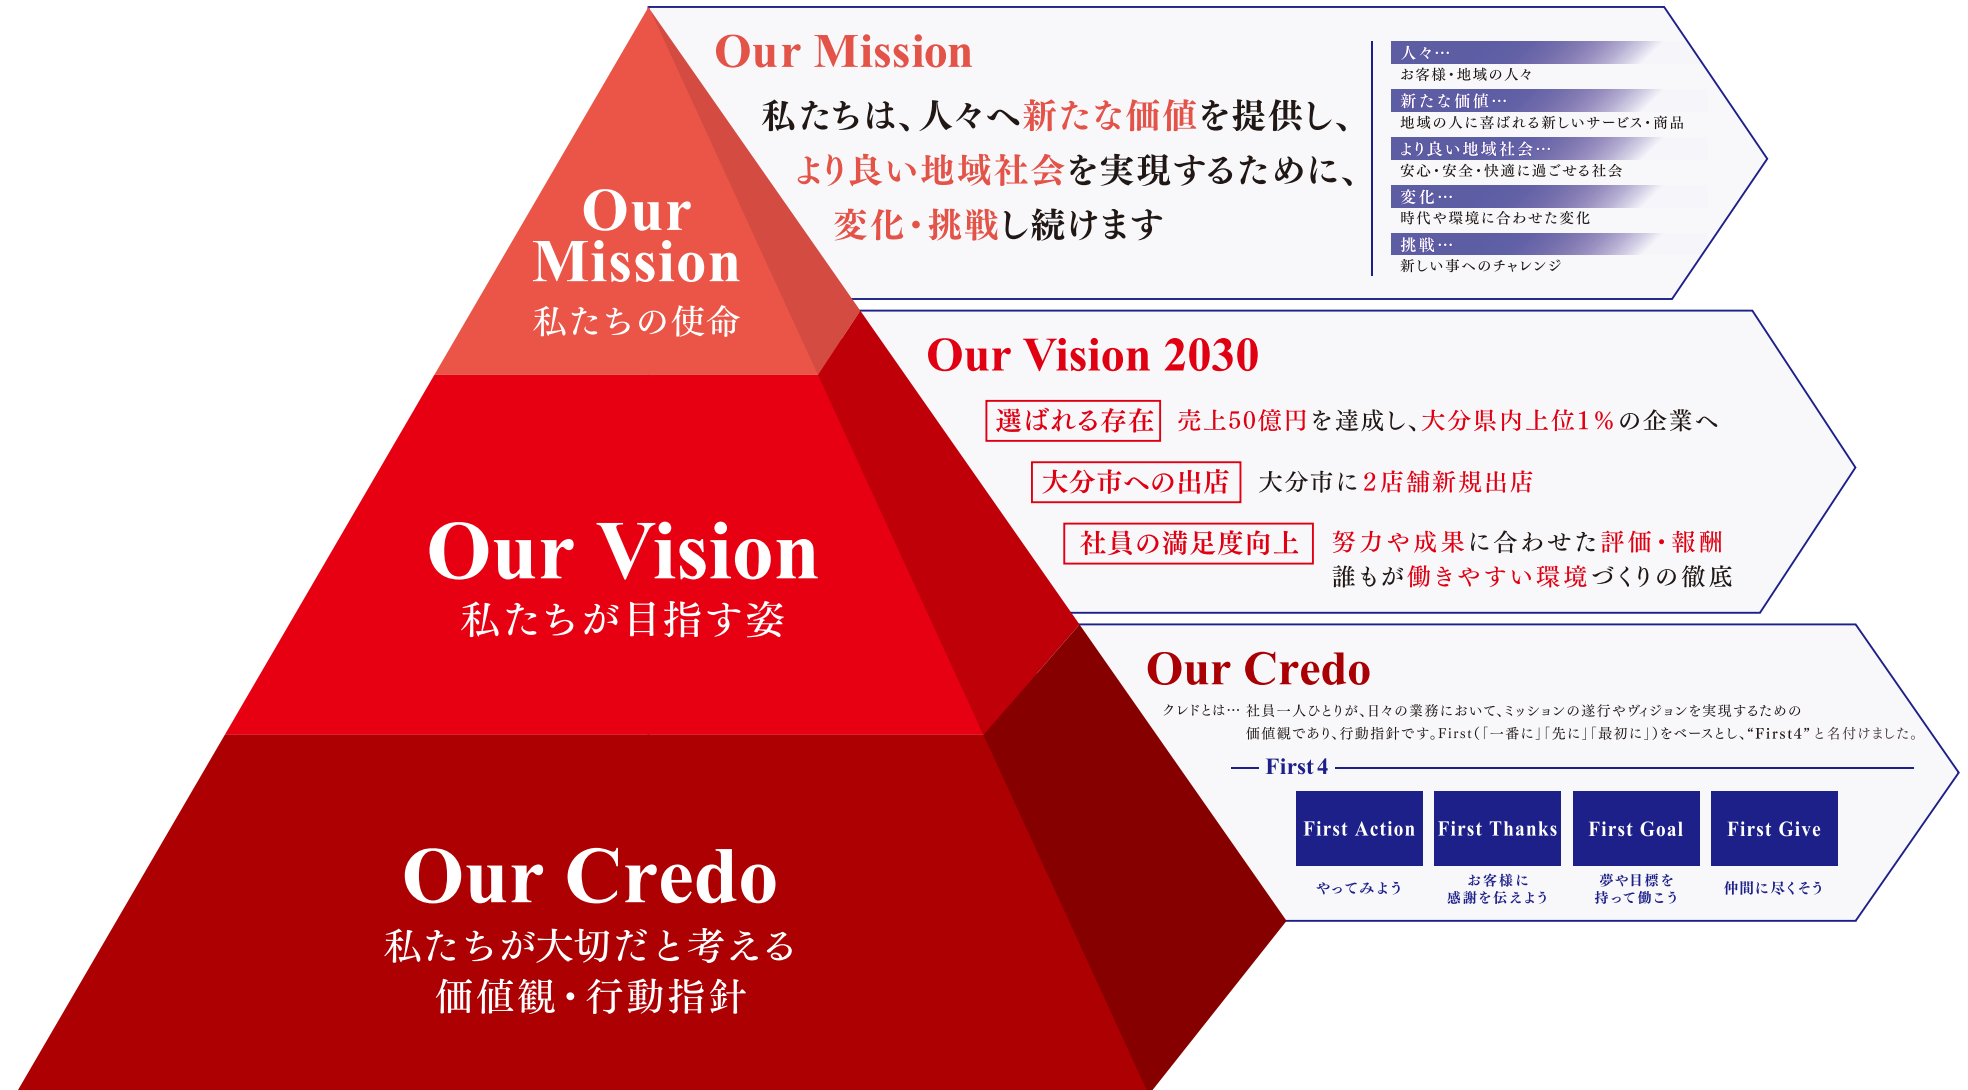 Our
Mission
私たちの使命
Our Mission
私たちは、人々へ新たな価値を提供し、
より良い地域社会を実現するために、
変化・挑戦し続けます
人々…
お客様・地域の人々
新たな価値…
地域の人に喜ばれる新しいサービス・商品
より良い地域社会…
安心・安全・快適に過ごせる社会
変化…
時代や環境に合わせた変化
挑戦…
新しい事へのチャレンジ
Our Vision
私たちが目指す姿
Our Vision 2030
選ばれる存在 売上50億円を達成し、大分県内上位1%の企業へ
大分市への出店 大分市に2店舗新規出店
社員の満足度向上 努力や成果に合わせた評価・報酬
誰もが働きやすい環境づくりの徹底
Our Credo
私たちが大切だと考える
価値観・行動指針
Our Credo
クレドとは… 社員一人ひとりが、日々の業務において、ミッションの遂行やヴィジョンを実現するための
価値観であり、行動指針です。First(「一番に」「先に」「最初に」)をベースとし、“First4”と名付けました。
First4
First Action
やってみよう
First Thanks
お客様に
感謝を伝えよう
First Goal
夢や目標を
持って働こう
First Give
仲間に尽くそう